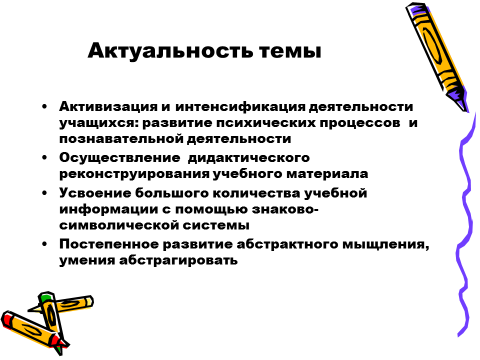 Актуальность темы
• Активизация и интенсификация деятельности
учащихся: развитие психических процессов и
познавательной деятельности
• Осуществление дидактического
реконструирования учебного материала
• Усвоение большого количества учебной
информации с помощью знаково-
символической системы
• Постепенное развитие абстрактного мыщления,
умения абстрагировать